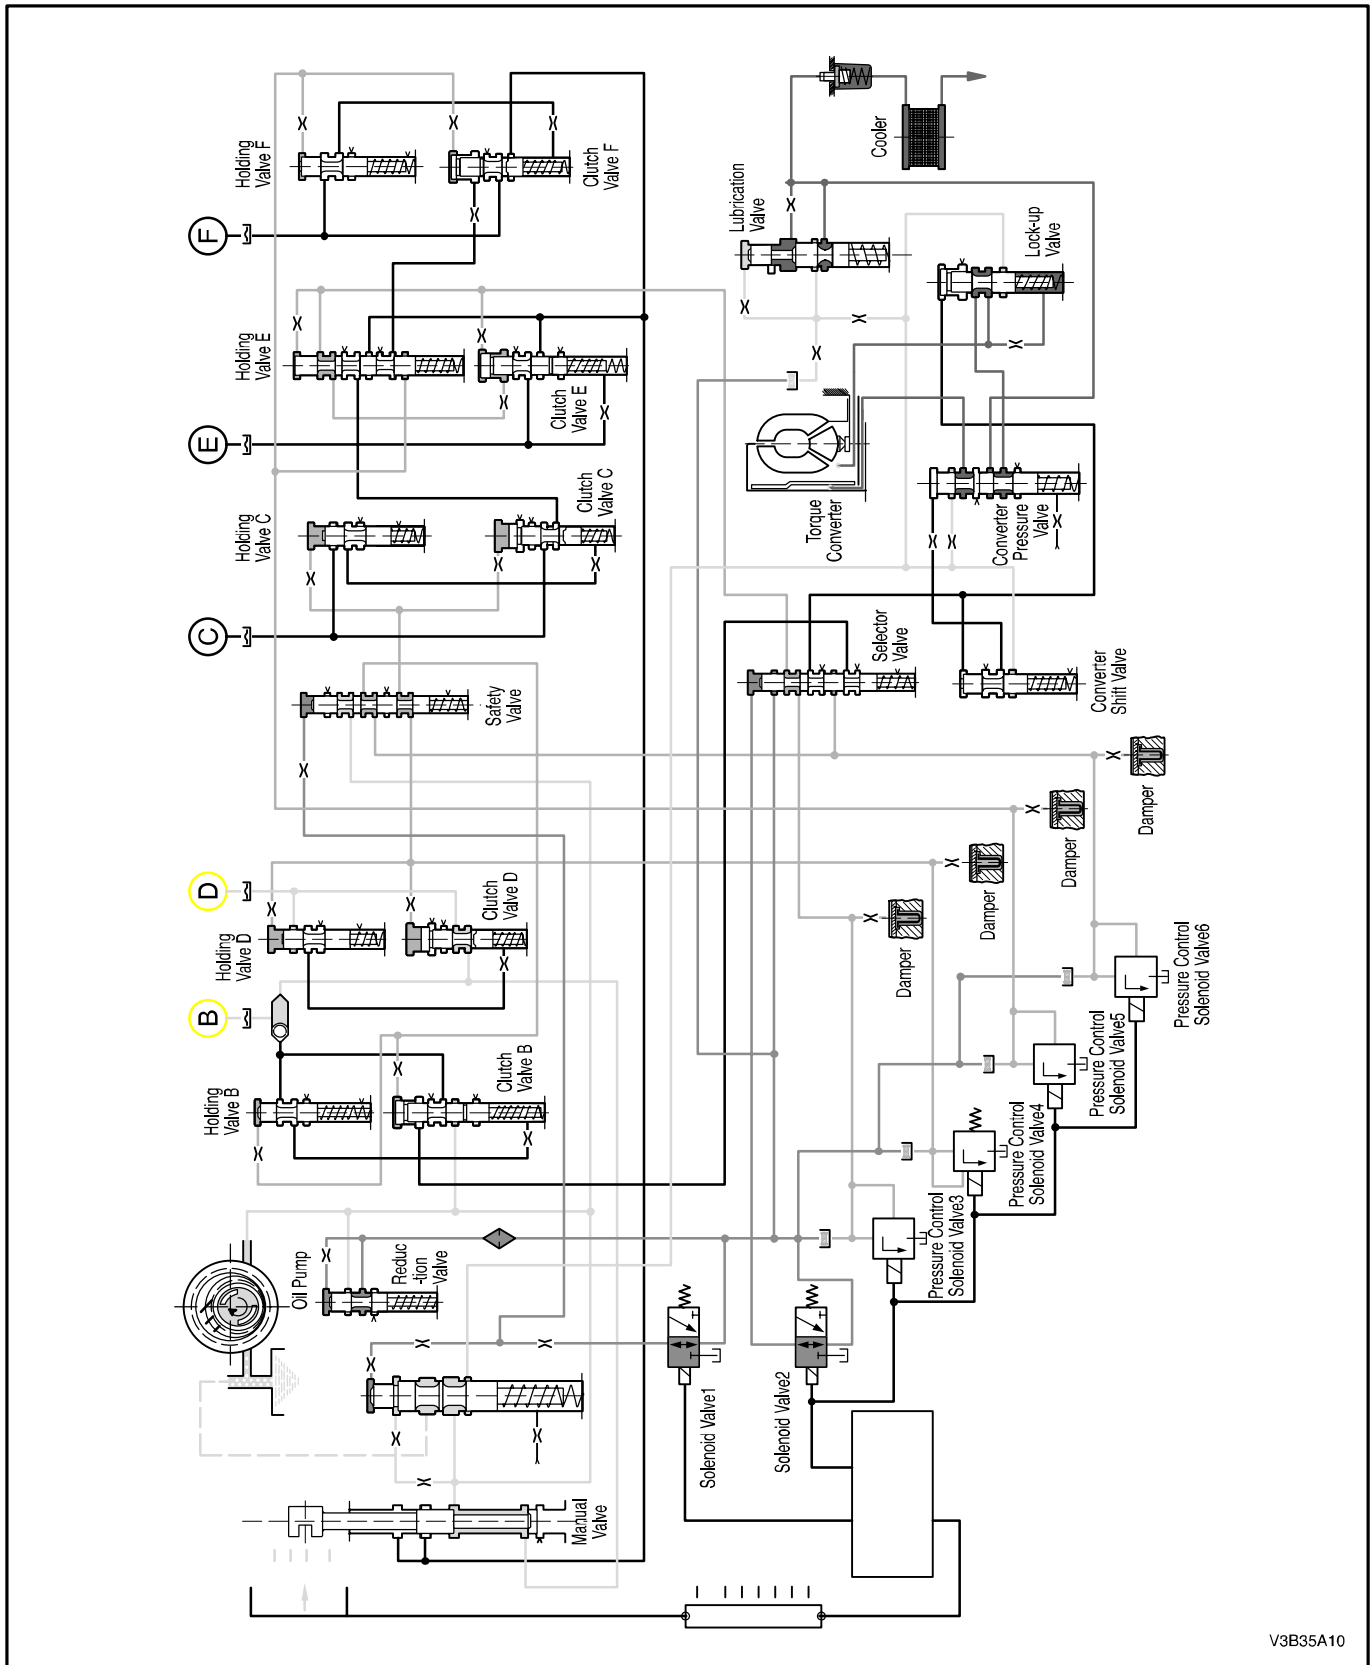 Holding
Valve F
Clutch
Valve F
F
Holding
Valve E
Clutch
Valve E
E
Holding
Valve C
Clutch
Valve C
C
Safety
Valve
D
Holding
Valve D
Clutch
Valve D
B
Holding
Valve B
Clutch
Valve B
Oil Pump
Reduc
-tion
Valve
Manual
Valve
Cooler
Lubrication
Valve
Lock-up
Valve
Torque
Converter
Converter
Pressure
Valve
Selector
Valve
Converter
Shift Valve
Damper
Damper
Damper
Damper
Pressure Control
Solenoid Valve6
Pressure Control
Solenoid Valve5
Pressure Control
Solenoid Valve4
Pressure Control
Solenoid Valve3
Solenoid Valve1
Solenoid Valve2
V3B35A10